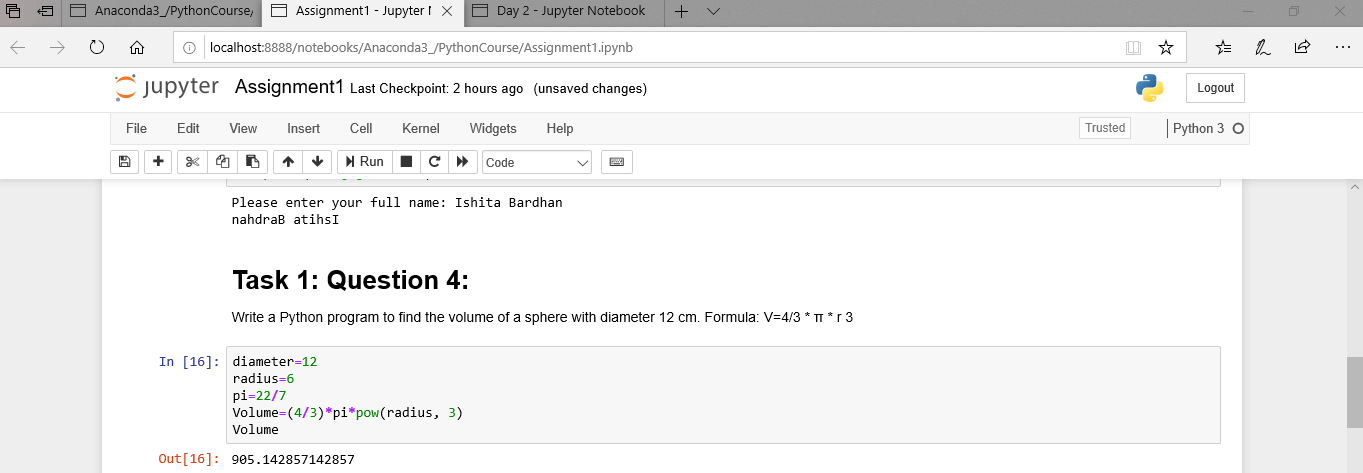 Anaconda3_/PythonCourse, Assignment1 - Jupyter Day 2 - Jupyter Notebook
localhost:8888/notebooks/Anaconda3_/PythonCourse/Assignment1.ipynb
jupyter Assignment1 Last Checkpoint: 2 hours ago (unsaved changes) Logout
File Edit View Insert Cell Kernel Widgets Help Trusted Python 3
Run Code
Please enter your full name: Ishita Bardhan
nahdraB atihsI
Task 1: Question 4:
Write a Python program to find the volume of a sphere with diameter 12 cm. Formula: V=4/3 * π * r 3
In [16]: diameter=12
radius=6
pi=22/7
Volume=(4/3)*pi*pow(radius, 3)
Volume
Out[16]: 905.142857142857